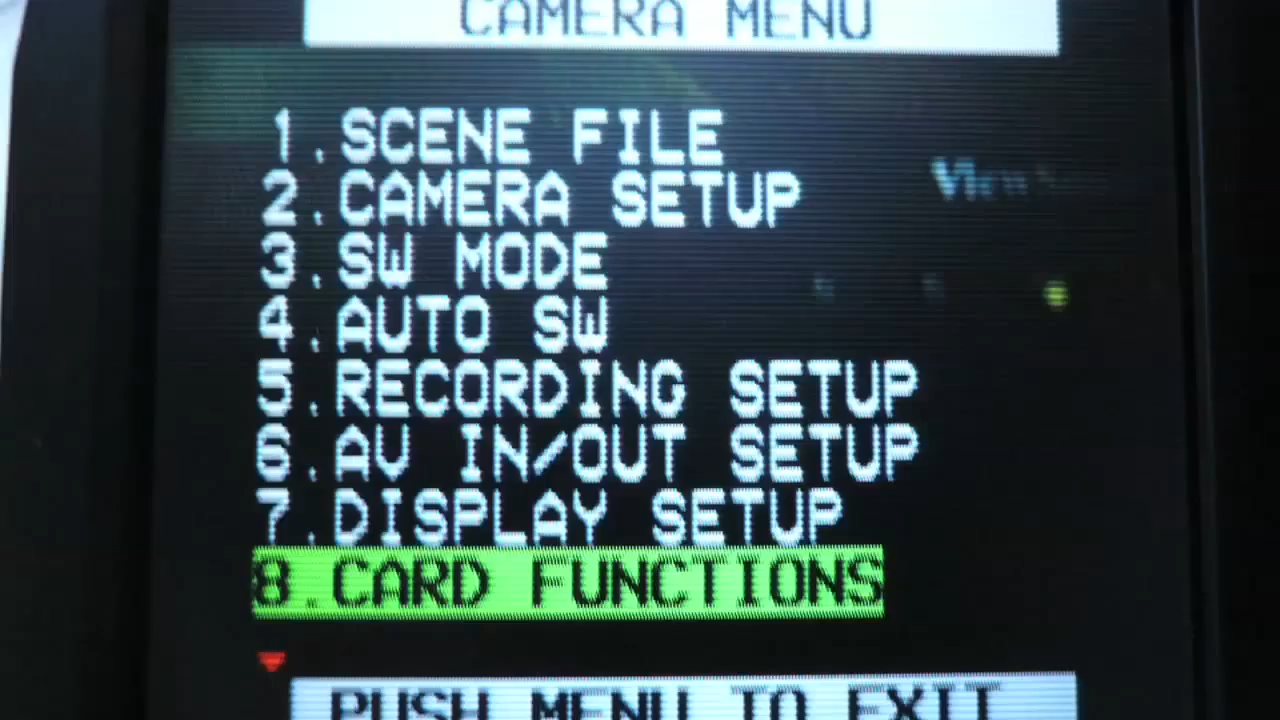 CAMERA MENU
1.SCENE FILE
2.CAMERA SETUP
3.SW MODE
4.AUTO SW
5.RECORDING SETUP
6.AV IN/OUT SETUP
7.DISPLAY SETUP
8.CARD FUNCTIONS
PUSH MENU TO EXIT